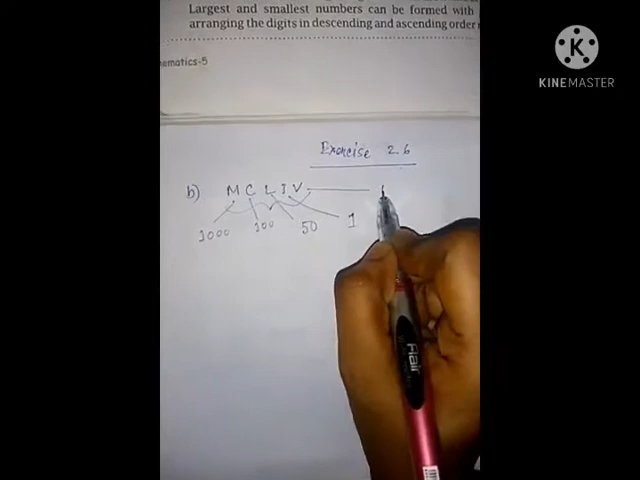 Largest and smallest numbers can be formed with
arranging the digits in descending and ascending order
ematics-5
K
KINEMASTER
Exercise 2.6
b) M C L I V
1000 100 50 1
Flair